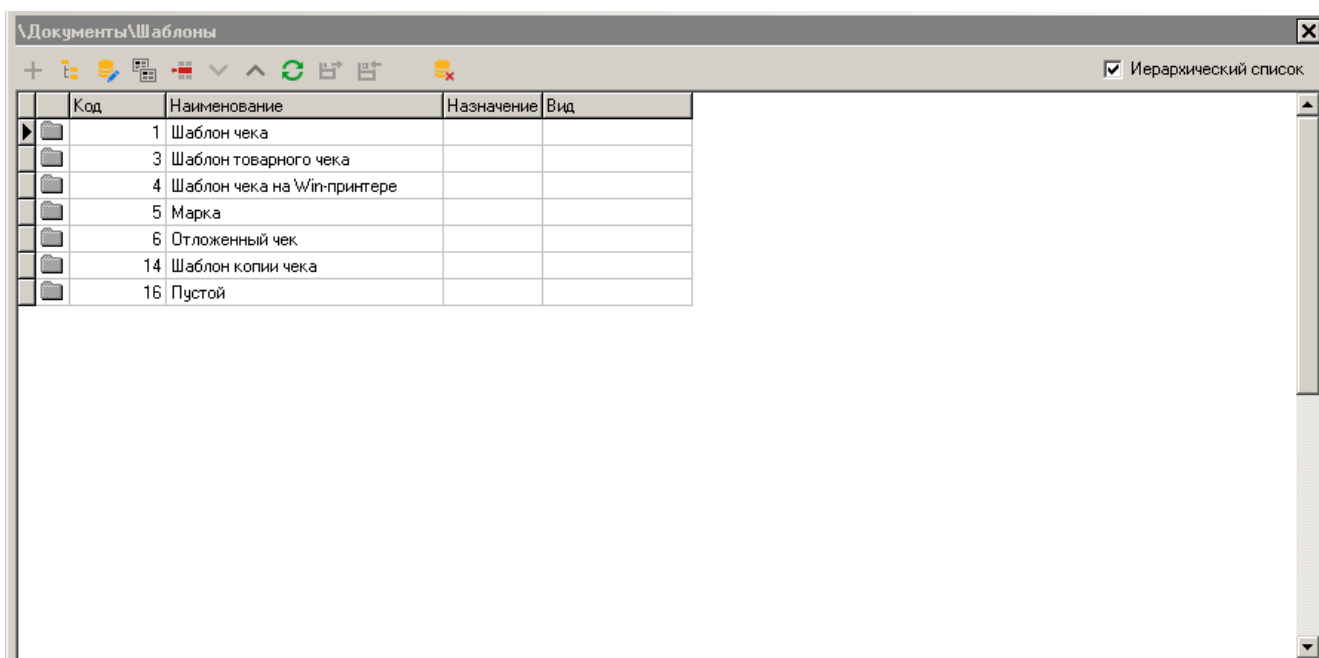 \Документы\Шаблоны
Иерархический список
Код Наименование Назначение Вид
1 Шаблон чека
3 Шаблон товарного чека
4 Шаблон чека на Win-принтере
5 Марка
6 Отложенный чек
14 Шаблон копии чека
16 Пустой